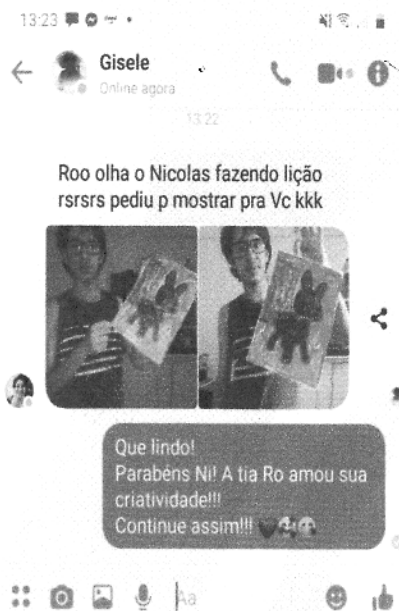 13:23
Gisele
Online agora
13:22
Roo olha o Nicolas fazendo lição
rsrsrs pediu p mostrar pra Vc kkk
Que lindo!
Parabéns Ni! A tia Ro amou sua
criatividade!!!
Continue assim!!!
Aa